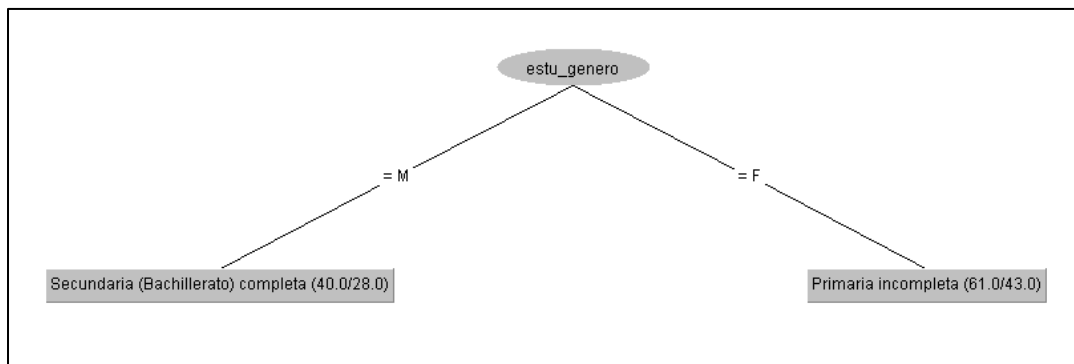 estu_genero
= M
= F
Secundaria (Bachillerato) completa (40.0/28.0)
Primaria incompleta (61.0/43.0)